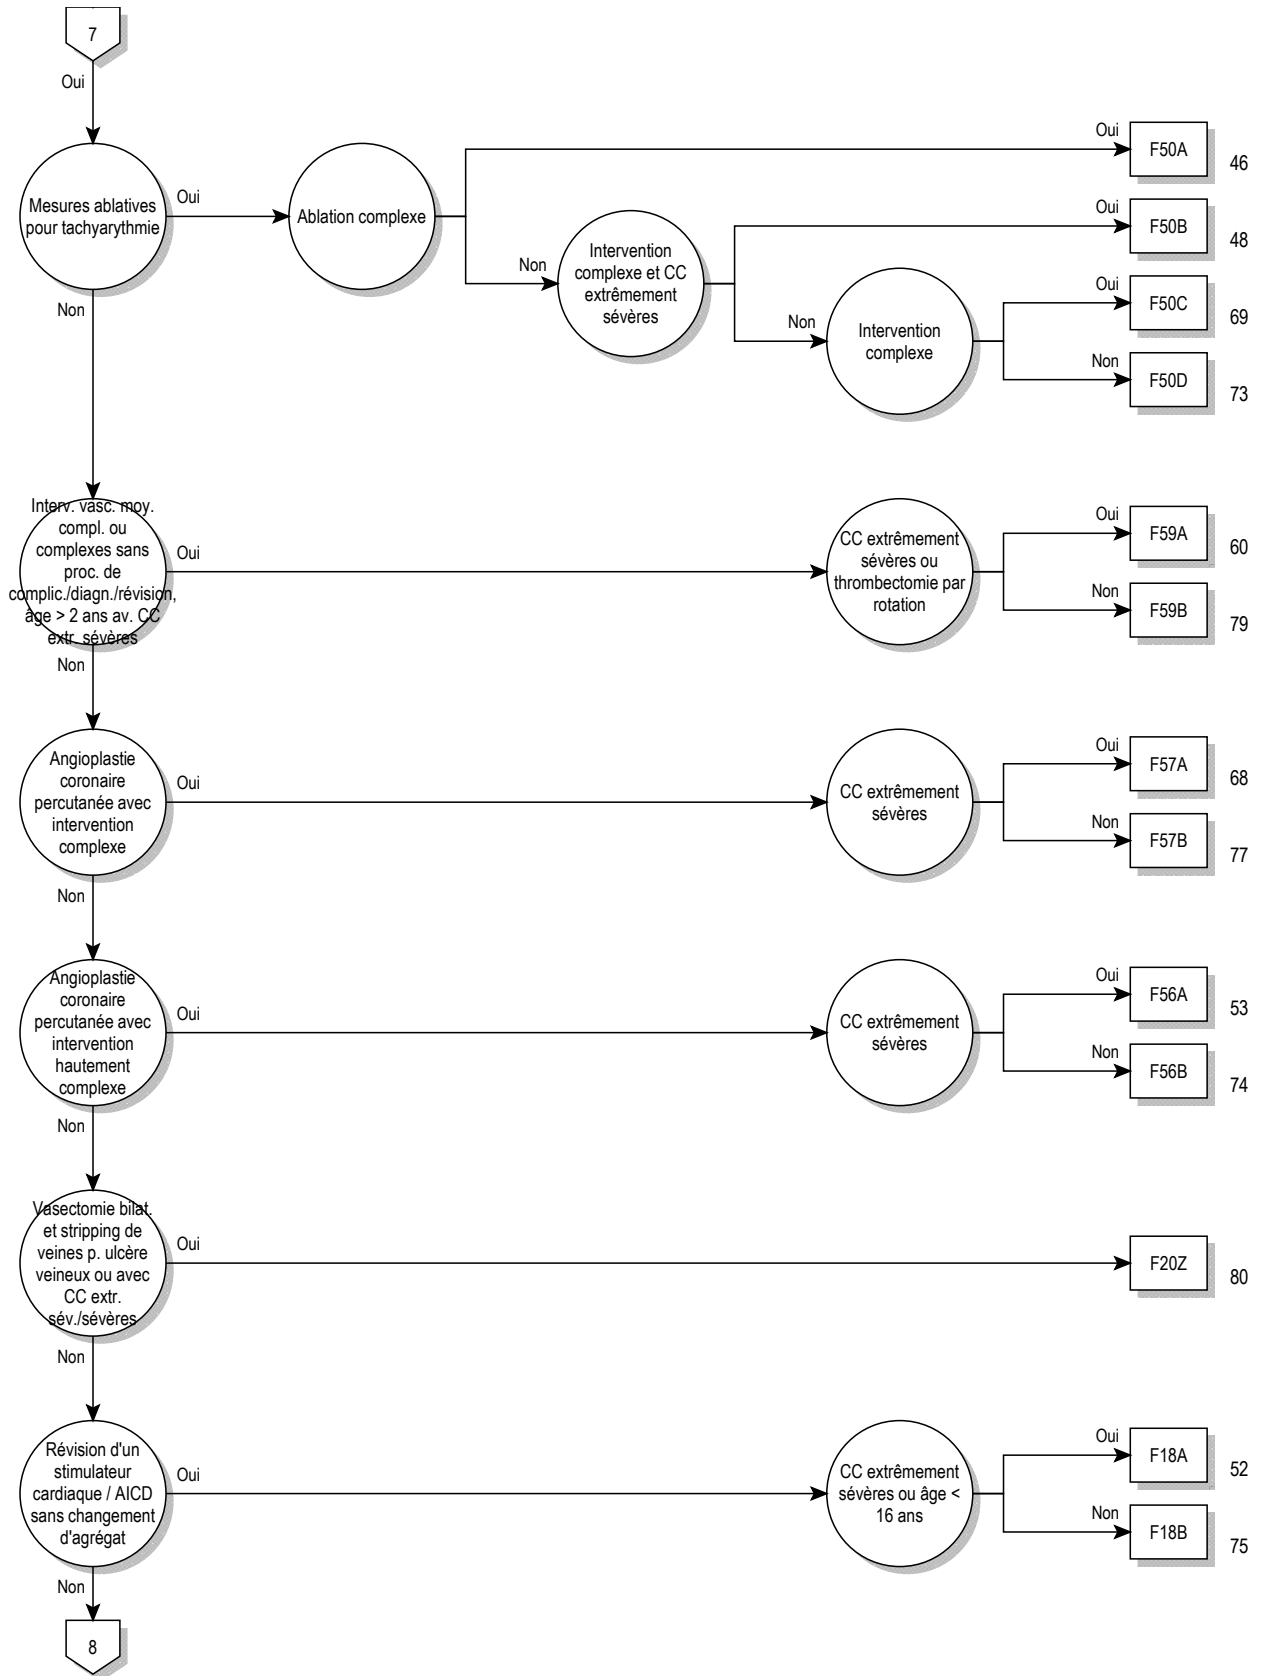 7
Oui
Mesures ablatives
pour tachyarythmie
Oui
Ablation complexe
Oui
F50A
46
Non
Intervention
complexe et CC
extrêmement
sévères
Oui
F50B
48
Non
Intervention
complexe
Oui
F50C
69
Non
F50D
73
Non
Interv. vasc. moy.
compl. ou
complexes sans
proc. de
complic./diagn./révision,
âge > 2 ans av. CC
extr. sévères
Oui
CC extrêmement
sévères ou
thrombectomie par
rotation
Oui
F59A
60
Non
F59B
79
Non
Angioplastie
coronaire
percutanée avec
intervention
complexe
Oui
CC extrêmement
sévères
Oui
F57A
68
Non
F57B
77
Non
Angioplastie
coronaire
percutanée avec
intervention
hautement
complexe
Oui
CC extrêmement
sévères
Oui
F56A
53
Non
F56B
74
Non
Vasectomie bilat.
et stripping de
veines p. ulcère
veineux ou avec
CC extr.
sév./sévères
Oui
F20Z
80
Non
Révision d'un
stimulateur
cardiaque / AICD
sans changement
d'agrégat
Oui
CC extrêmement
sévères ou âge <
16 ans
Oui
F18A
52
Non
F18B
75
Non
8